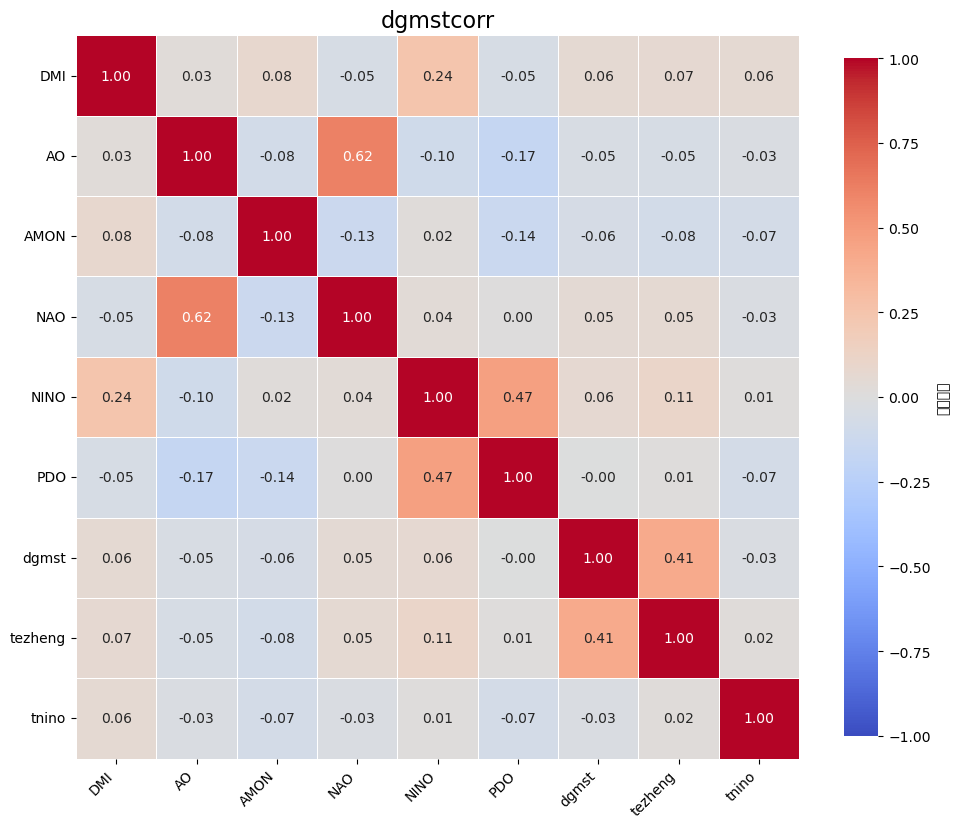 dgmstcorr
DMI 1.00 0.03 0.08 -0.05 0.24 -0.05 0.06 0.07 0.06
AO 0.03 1.00 -0.08 0.62 -0.10 -0.17 -0.05 -0.05 -0.03
AMON 0.08 -0.08 1.00 -0.13 0.02 -0.14 -0.06 -0.08 -0.07
NAO -0.05 0.62 -0.13 1.00 0.04 0.00 0.05 0.05 -0.03
NINO 0.24 -0.10 0.02 0.04 1.00 0.47 0.06 0.11 0.01
PDO -0.05 -0.17 -0.14 0.00 0.47 1.00 -0.00 0.01 -0.07
dgmst 0.06 -0.05 -0.06 0.05 0.06 -0.00 1.00 0.41 -0.03
tezheng 0.07 -0.05 -0.08 0.05 0.11 0.01 0.41 1.00 0.02
tnino 0.06 -0.03 -0.07 -0.03 0.01 -0.07 -0.03 0.02 1.00
DMI AO AMON NAO NINO PDO dgmst tezheng tnino
1.00
0.75
0.50
0.25
0.00
−0.25
−0.50
−0.75
−1.00